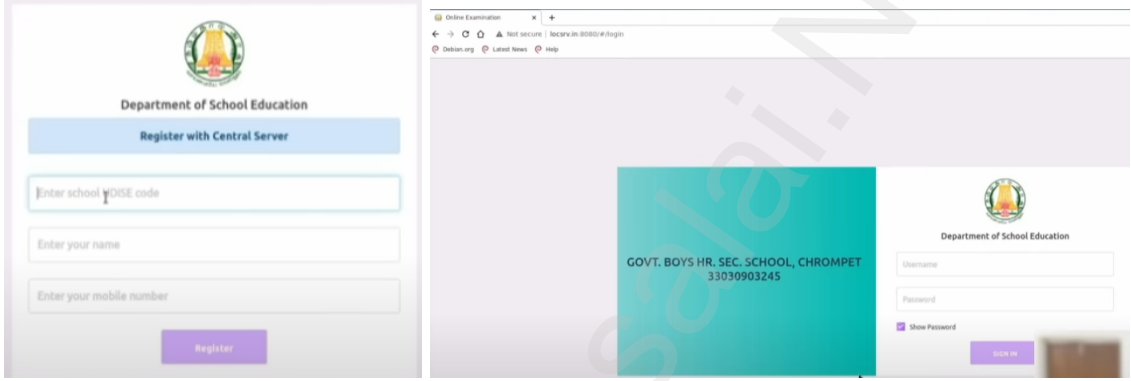 Department of School Education
Register with Central Server
Enter school UDISE code
Enter your name
Enter your mobile number
Register
Online Examination
Not secure | locsrv.in:8080/#/login
Debian.org Latest News Help
GOVT. BOYS HR. SEC. SCHOOL, CHROMPET
33030903245
Department of School Education
Username
Password
Show Password
SIGN IN
salai.N